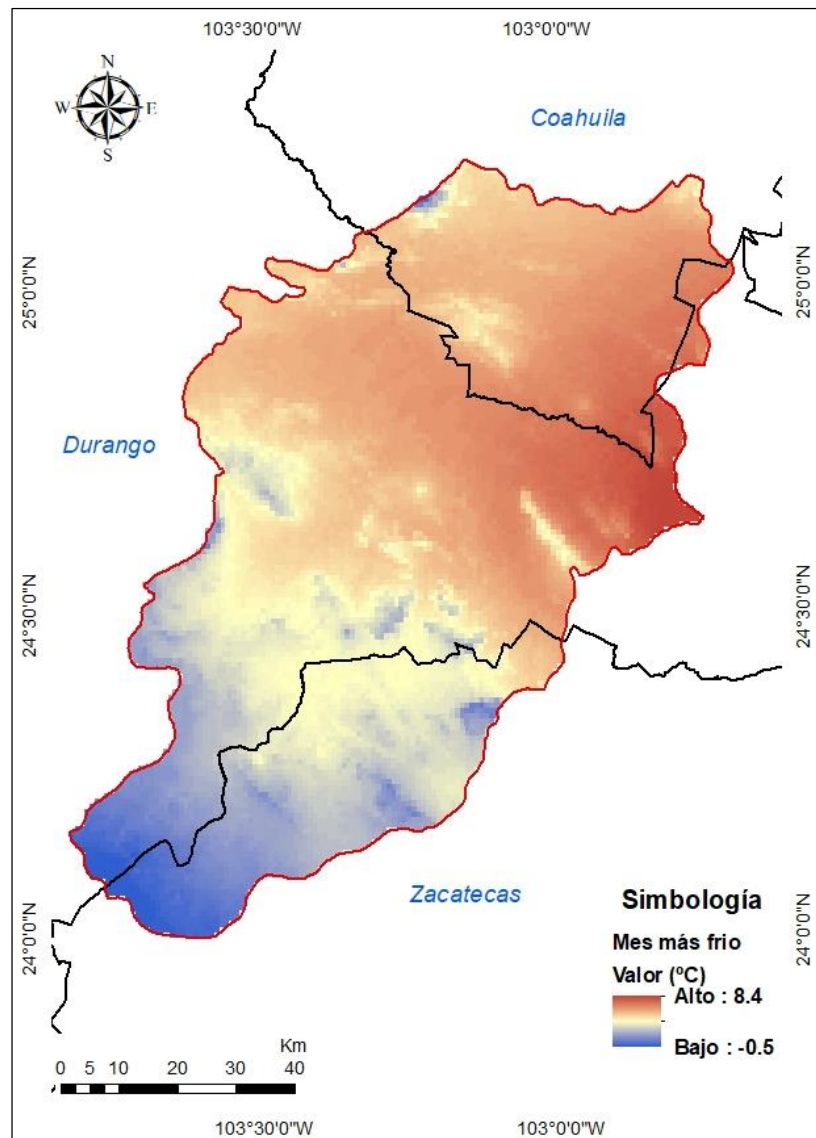 103°30'0"W 103°0'0"W
N
W E
S
Coahuila
25°0'0"N 25°0'0"N
Durango
24°30'0"N 24°30'0"N
Zacatecas
24°0'0"N 24°0'0"N
Simbología
Mes más frio
Valor (ºC)
Alto : 8.4
Bajo : -0.5
Km
0 5 10 20 30 40
103°30'0"W 103°0'0"W